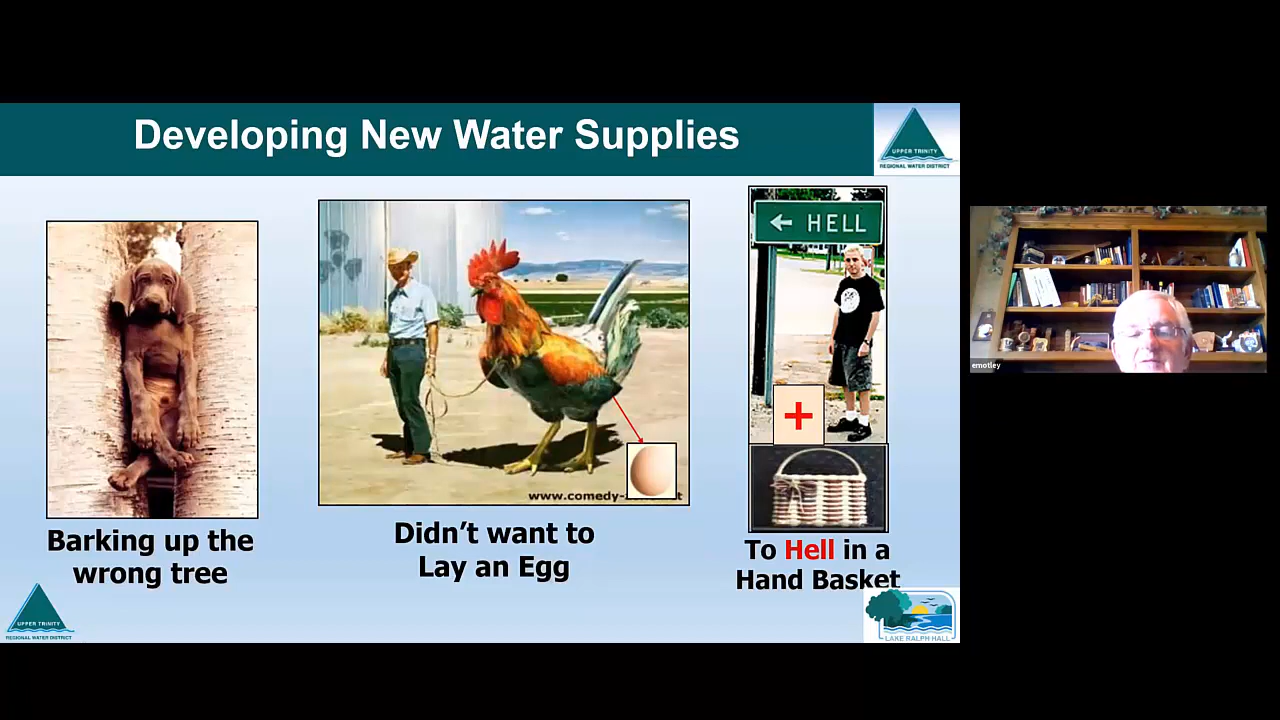 Developing New Water Supplies
UPPER TRINITY
REGIONAL WATER DISTRICT
← HELL
www.comedy-
t
+
Barking up the
wrong tree
Didn’t want to
Lay an Egg
To Hell in a
Hand Basket
UPPER TRINITY
REGIONAL WATER DISTRICT
LAKE RALPH HALL
emotley